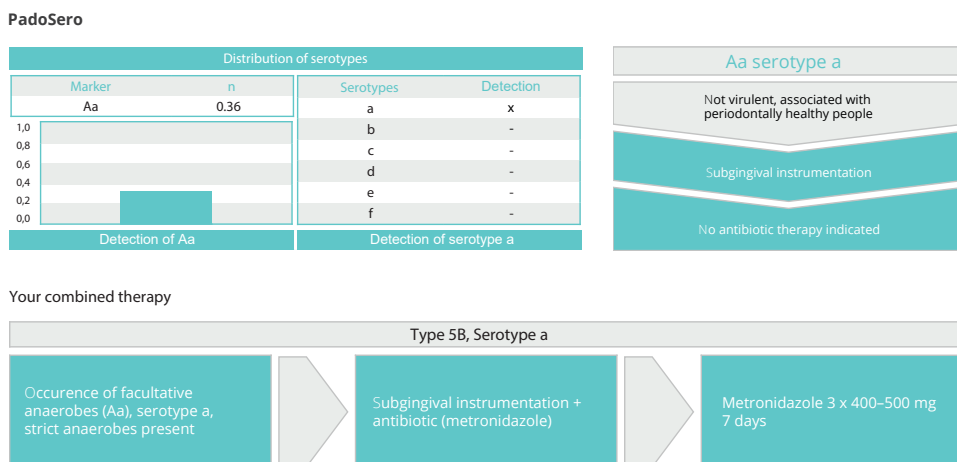 PadoSero
Distribution of serotypes
Marker n
Aa 0.36
1,0
0,8
0,6
0,4
0,2
0,0
Detection of Aa
Serotypes Detection
a x
b -
c -
d -
e -
f -
Detection of serotype a
Aa serotype a
Not virulent, associated with
periodontally healthy people
Subgingival instrumentation
No antibiotic therapy indicated
Your combined therapy
Type 5B, Serotype a
Occurence of facultative
anaerobes (Aa), serotype a,
strict anaerobes present
Subgingival instrumentation +
antibiotic (metronidazole)
Metronidazole 3 x 400–500 mg
7 days